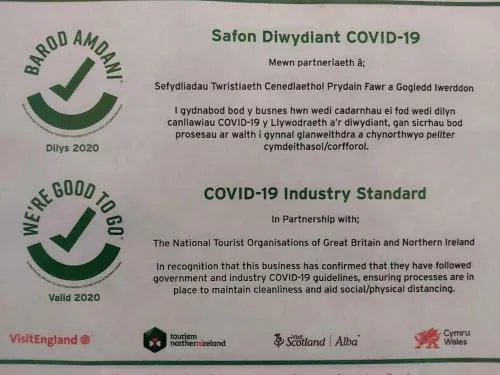 BAROD AMDANI
Dilys 2020
Safon Diwydiant COVID-19
Mewn partneriaeth â;
Sefydliadau Twristiaeth Cenedlaethol Prydain Fawr a Gogledd Iwerddon
I gydnabod bod y busnes hwn wedi cadarnhau ei fod wedi dilyn
canllawiau COVID-19 y Llywodraeth a'r diwydiant, gan sicrhau bod
prosesau ar waith i gynnal glanweithdra a chynorthwyo pellter
cymdeithasol/corfforol.
WE'RE GOOD TO GO
Valid 2020
COVID-19 Industry Standard
In Partnership with;
The National Tourist Organisations of Great Britain and Northern Ireland
In recognition that this business has confirmed that they have followed
government and industry COVID-19 guidelines, ensuring processes are in
place to maintain cleanliness and aid social/physical distancing.
VisitEngland
tourism
northernireland
Visit
Scotland | Alba
Cymru
Wales